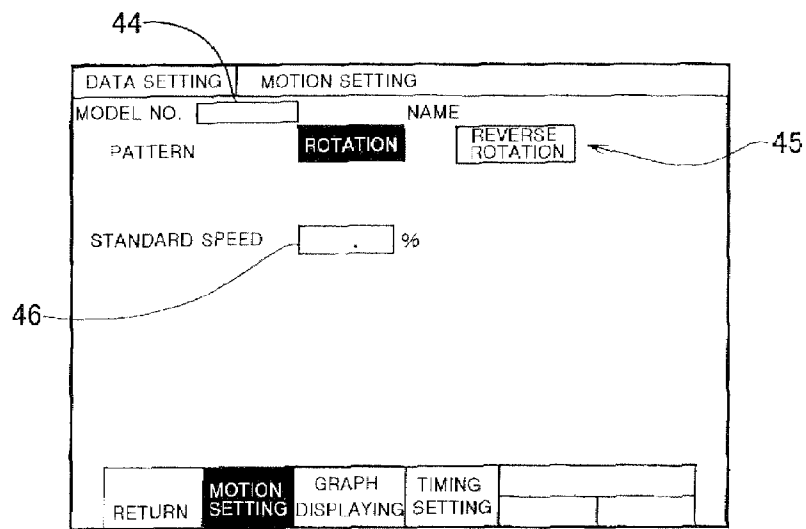 44
DATA SETTING MOTION SETTING
MODEL NO. NAME
PATTERN ROTATION REVERSE
ROTATION
45
STANDARD SPEED . %
46
RETURN MOTION
SETTING GRAPH
DISPLAYING TIMING
SETTING